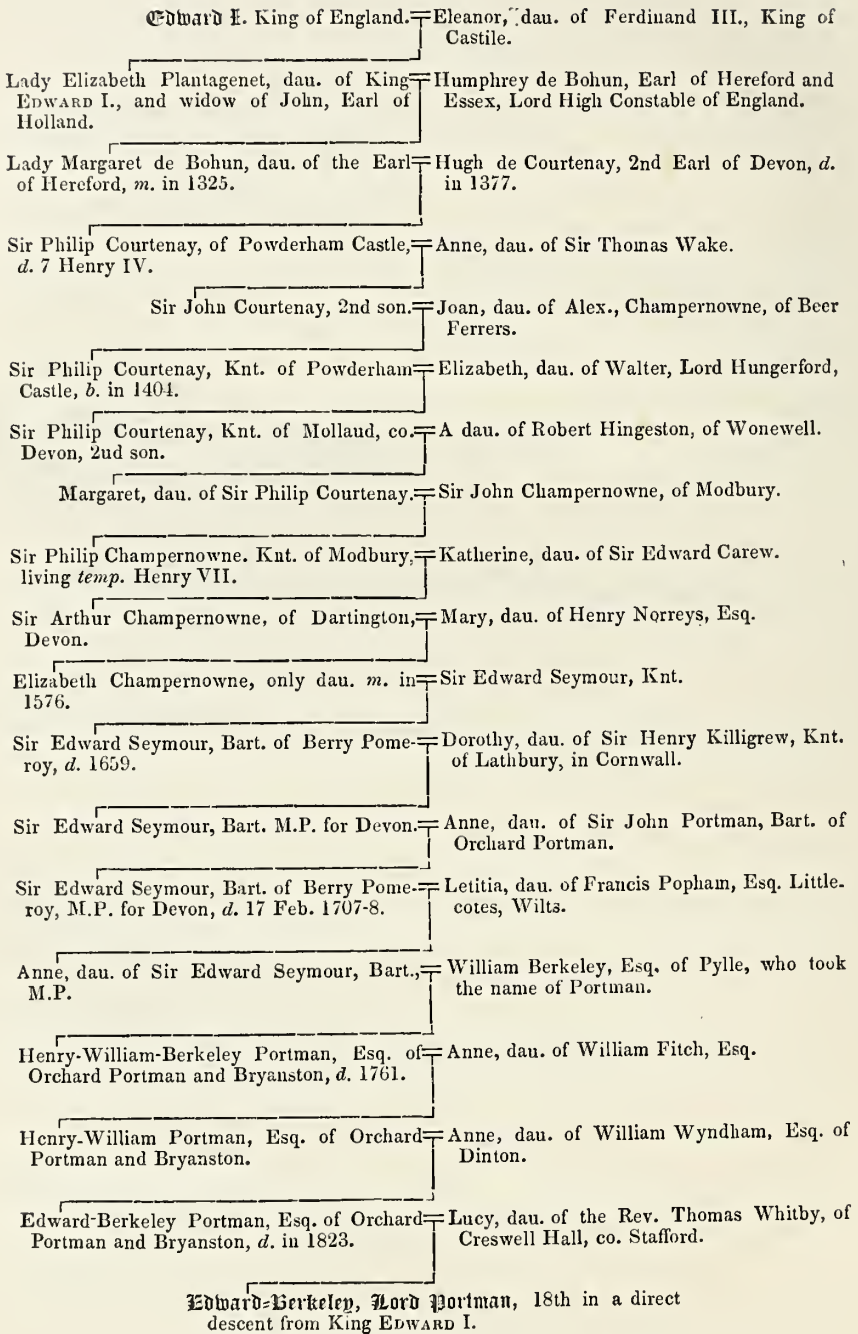 Edward I. King of England. Eleanor, dau. of Ferdinand III., King of
Castile.
Lady Elizabeth Plantagenet, dau. of King Humphrey de Bohun, Earl of Hereford and
EDWARD I., and widow of John, Earl of Essex, Lord High Constable of England.
Holland.
Lady Margaret de Bohun, dau. of the Earl Hugh de Courtenay, 2nd Earl of Devon, d.
of Hereford, m. in 1325. in 1377.
Sir Philip Courtenay, of Powderham Castle, Anne, dau. of Sir Thomas Wake.
d. 7 Henry IV.
Sir John Courtenay, 2nd son. Joan, dau. of Alex., Champernowne, of Beer
Ferrers.
Sir Philip Courtenay, Knt. of Powderham Elizabeth, dau. of Walter, Lord Hungerford,
Castle, b. in 1404.
Sir Philip Courtenay, Knt. of Mollaud, co. A dau. of Robert Hingeston, of Wonewell.
Devon, 2nd son.
Margaret, dau. of Sir Philip Courtenay. Sir John Champernowne, of Modbury.
Sir Philip Champernowne. Knt. of Modbury, Katherine, dau. of Sir Edward Carew.
living temp. Henry VII.
Sir Arthur Champernowne, of Dartington, Mary, dau. of Henry Norreys, Esq.
Devon.
Elizabeth Champernowne, only dau. m. in Sir Edward Seymour, Knt.
1576.
Sir Edward Seymour, Bart. of Berry Pome- Dorothy, dau. of Sir Henry Killigrew, Knt.
roy, d. 1659. of Lathbury, in Cornwall.
Sir Edward Seymour, Bart. M.P. for Devon. Anne, dau. of Sir John Portman, Bart. of
Orchard Portman.
Sir Edward Seymour, Bart. of Berry Pome- Letitia, dau. of Francis Popham, Esq. Little-
roy, M.P. for Devon, d. 17 Feb. 1707-8. cotes, Wilts.
Anne, dau. of Sir Edward Seymour, Bart., William Berkeley, Esq. of Pylle, who took
M.P. the name of Portman.
Henry-William-Berkeley Portman, Esq. of Anne, dau. of William Fitch, Esq.
Orchard Portman and Bryanston, d. 1761.
Henry-William Portman, Esq. of Orchard Anne, dau. of William Wyndham, Esq. of
Portman and Bryanston. Dinton.
Edward-Berkeley Portman, Esq. of Orchard Lucy, dau. of the Rev. Thomas Whitby, of
Portman and Bryanston, d. in 1823. Creswell Hall, co. Stafford.
Edward-Berkeley, Lord Portman, 18th in a direct
descent from King EDWARD I.